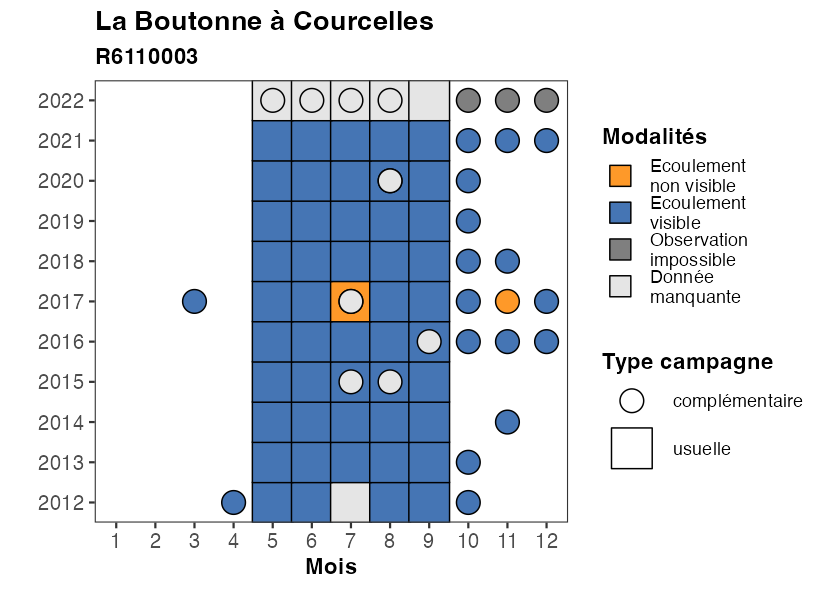 La Boutonne à Courcelles
R6110003
2022
2021
2020
2019
2018
2017
2016
2015
2014
2013
2012
1 2 3 4 5 6 7 8 9 10 11 12
Mois
Modalités
Ecoulement
non visible
Ecoulement
visible
Observation
impossible
Donnée
manquante
Type campagne
complémentaire
usuelle